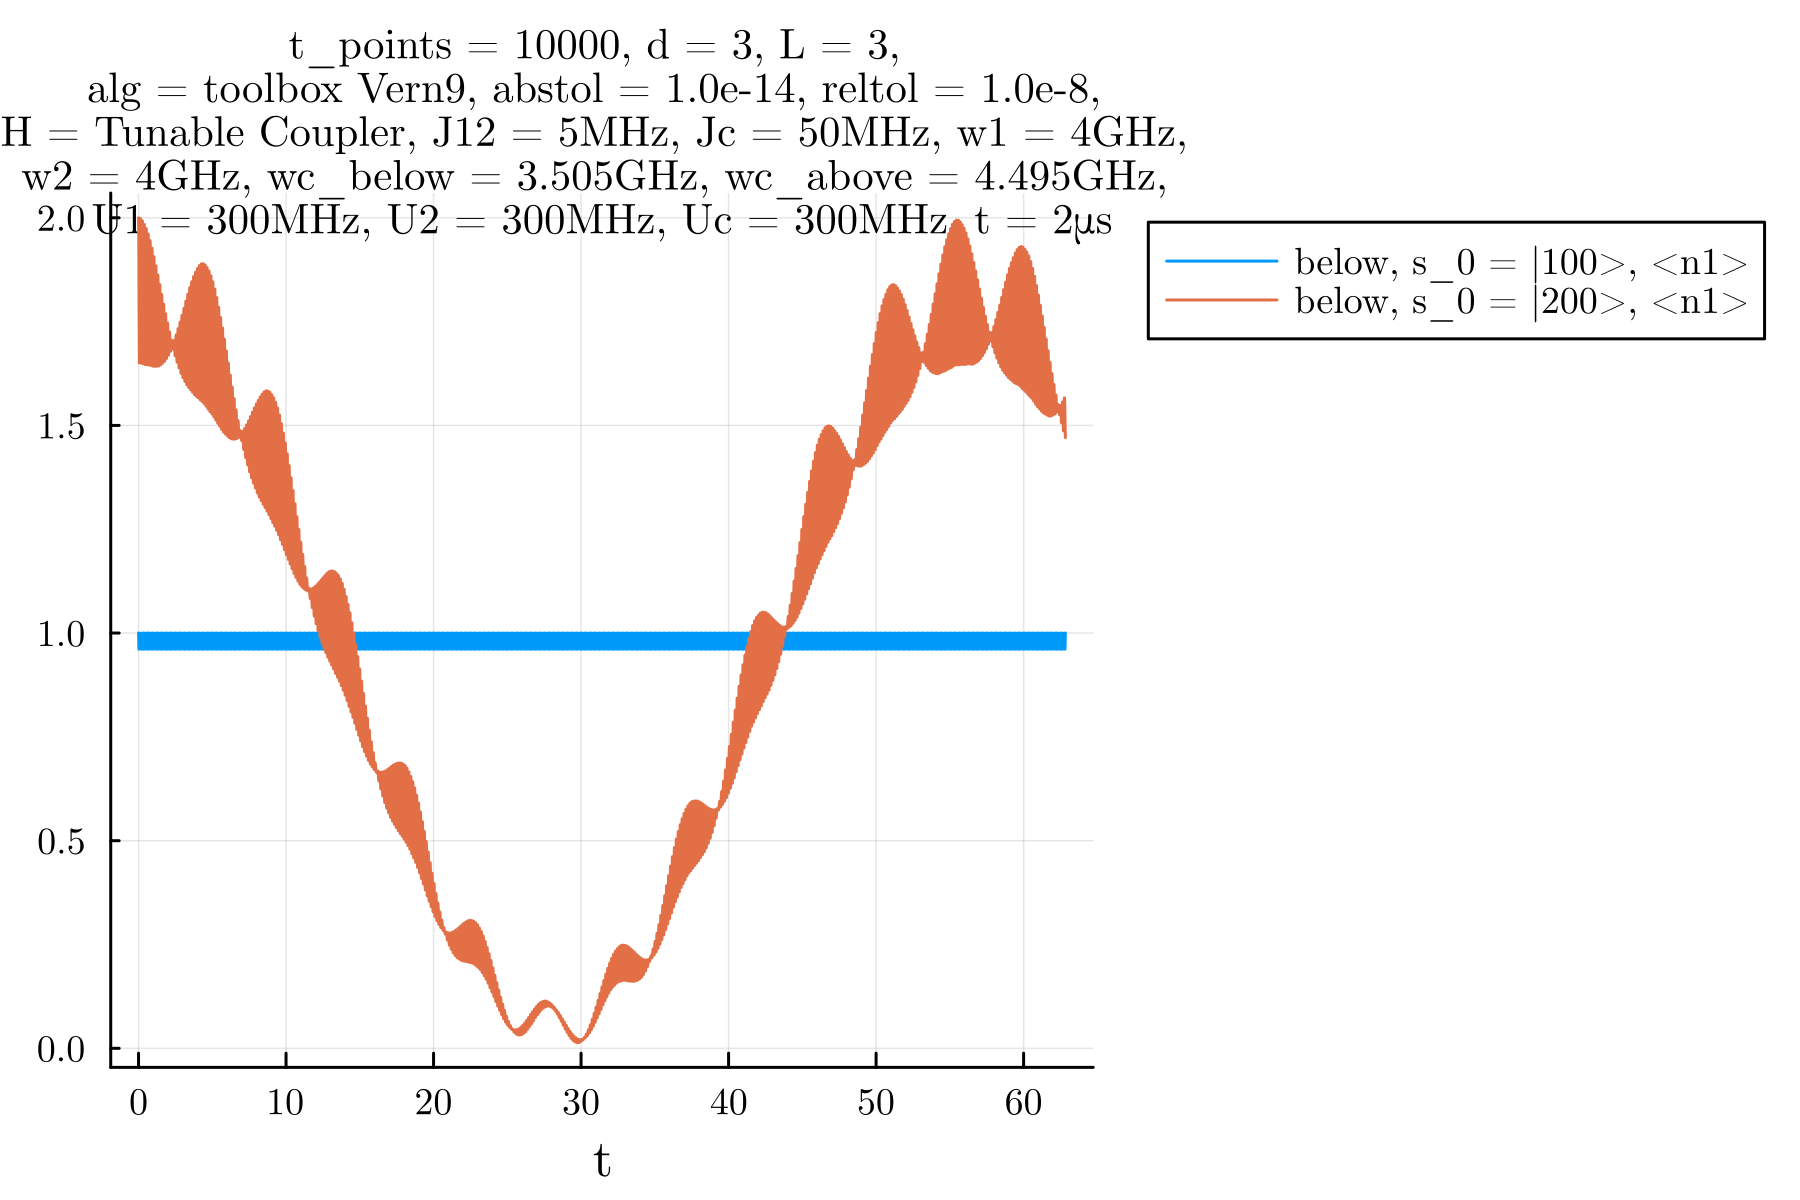 t_points = 10000, d = 3, L = 3,
alg = toolbox Vern9, abstol = 1.0e-14, reltol = 1.0e-8,
H = Tunable Coupler, J12 = 5MHz, Jc = 50MHz, w1 = 4GHz,
w2 = 4GHz, wc_below = 3.505GHz, wc_above = 4.495GHz,
U1 = 300MHz, U2 = 300MHz, Uc = 300MHz, t = 2μs
below, s_0 = |100>, <n1>
below, s_0 = |200>, <n1>
2.0
1.5
1.0
0.5
0.0
0 10 20 30 40 50 60
t